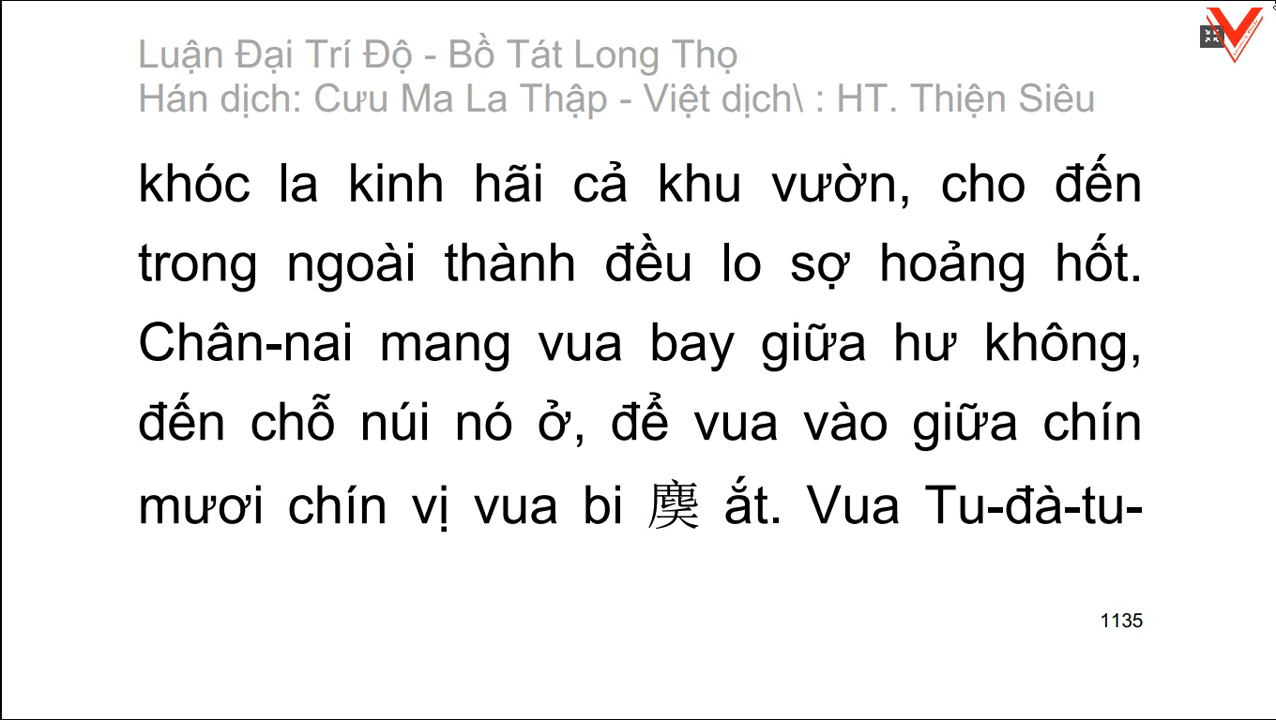 Luận Đại Trí Độ - Bồ Tát Long Thọ
Hán dịch: Cưu Ma La Thập - Việt dịch\ : HT. Thiện Siêu
khóc la kinh hãi cả khu vườn, cho đến
trong ngoài thành đều lo sợ hoảng hốt.
Chân-nai mang vua bay giữa hư không,
đến chỗ núi nó ở, để vua vào giữa chín
mươi chín vị vua bi ắt. Vua Tu-đà-tu-
1135